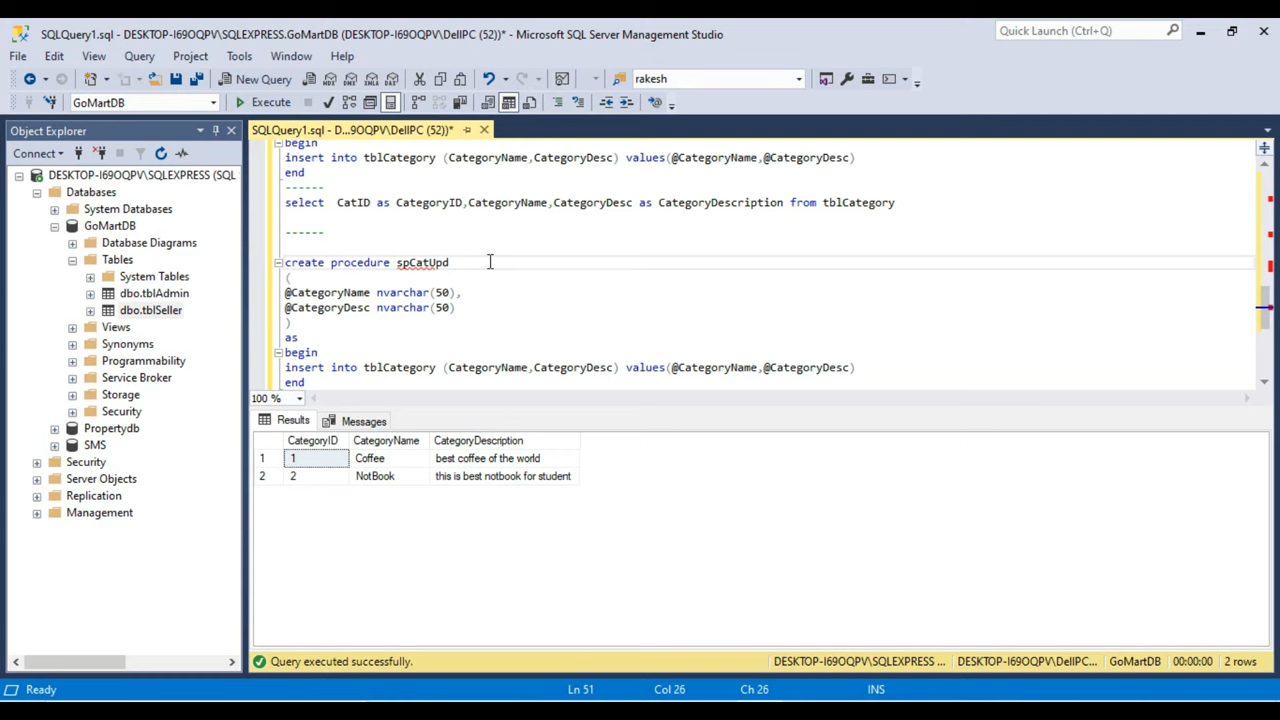 SQLQuery1.sql - DESKTOP-I69OQPV\SQLEXPRESS.GoMartDB (DESKTOP-I69OQPV\DellPC (52))* - Microsoft SQL Server Management Studio
Quick Launch (Ctrl+Q)
File Edit View Query Project Tools Window Help
New Query MDX DMX XMLA DAX rakesh
GoMartDB Execute
Object Explorer
SQLQuery1.sql - D...9OQPV\DellPC (52))*
Connect
DESKTOP-I69OQPV\SQLEXPRESS (SQL
Databases
System Databases
GoMartDB
Database Diagrams
Tables
System Tables
dbo.tblAdmin
dbo.tblSeller
Views
Synonyms
Programmability
Service Broker
Storage
Security
Propertydb
SMS
Security
Server Objects
Replication
Management
begin
insert into tblCategory (CategoryName,CategoryDesc) values(@CategoryName,@CategoryDesc)
end
------
select CatID as CategoryID,CategoryName,CategoryDesc as CategoryDescription from tblCategory
------
create procedure spCatUpd
(
@CategoryName nvarchar(50),
@CategoryDesc nvarchar(50)
)
as
begin
insert into tblCategory (CategoryName,CategoryDesc) values(@CategoryName,@CategoryDesc)
end
100 %
Results Messages
CategoryID CategoryName CategoryDescription
1 1 Coffee best coffee of the world
2 2 NotBook this is best notbook for student
Query executed successfully. DESKTOP-I69OQPV\SQLEXPRESS ... DESKTOP-I69OQPV\DellPC... GoMartDB 00:00:00 2 rows
Ready Ln 51 Col 26 Ch 26 INS